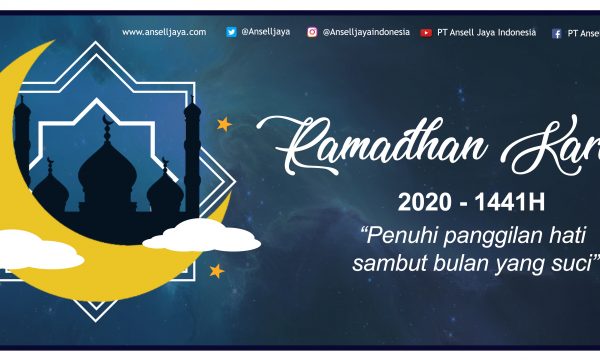 www.anselljaya.com @Anselljaya @Anselljayaindonesia PT Ansell Jaya Indonesia PT Ansel
Ramadhan Kar
2020 - 1441H
“Penuhi panggilan hati
sambut bulan yang suci”